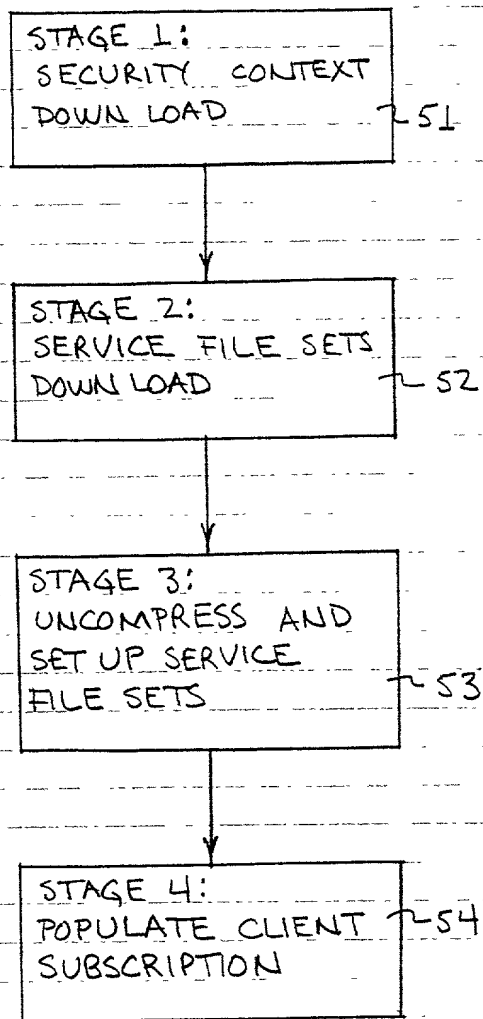 STAGE 1:
SECURITY CONTEXT
DOWN LOAD
51
STAGE 2:
SERVICE FILE SETS
DOWN LOAD
52
STAGE 3:
UNCOMPRESS AND
SET UP SERVICE
FILE SETS
53
STAGE 4:
POPULATE CLIENT
54
SUBSCRIPTION